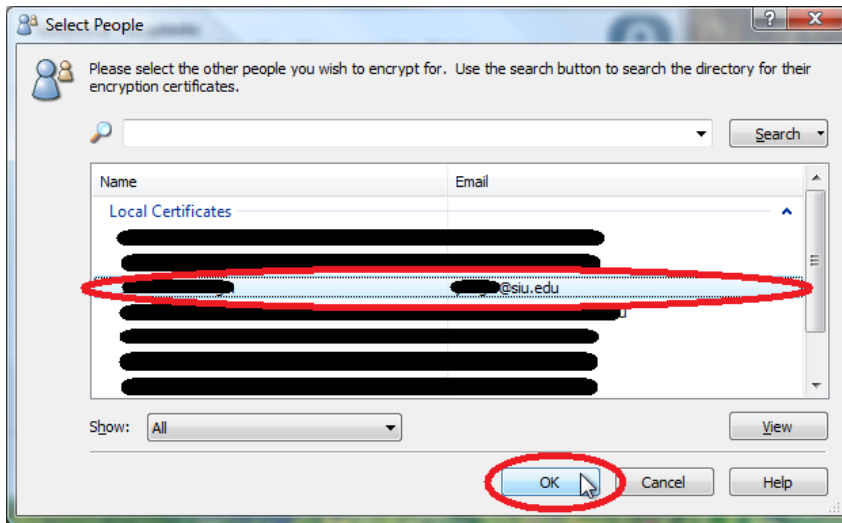 Select People
Please select the other people you wish to encrypt for. Use the search button to search the directory for their
encryption certificates.
Search
Name Email
Local Certificates
@siu.edu
Show: All View
OK Cancel Help